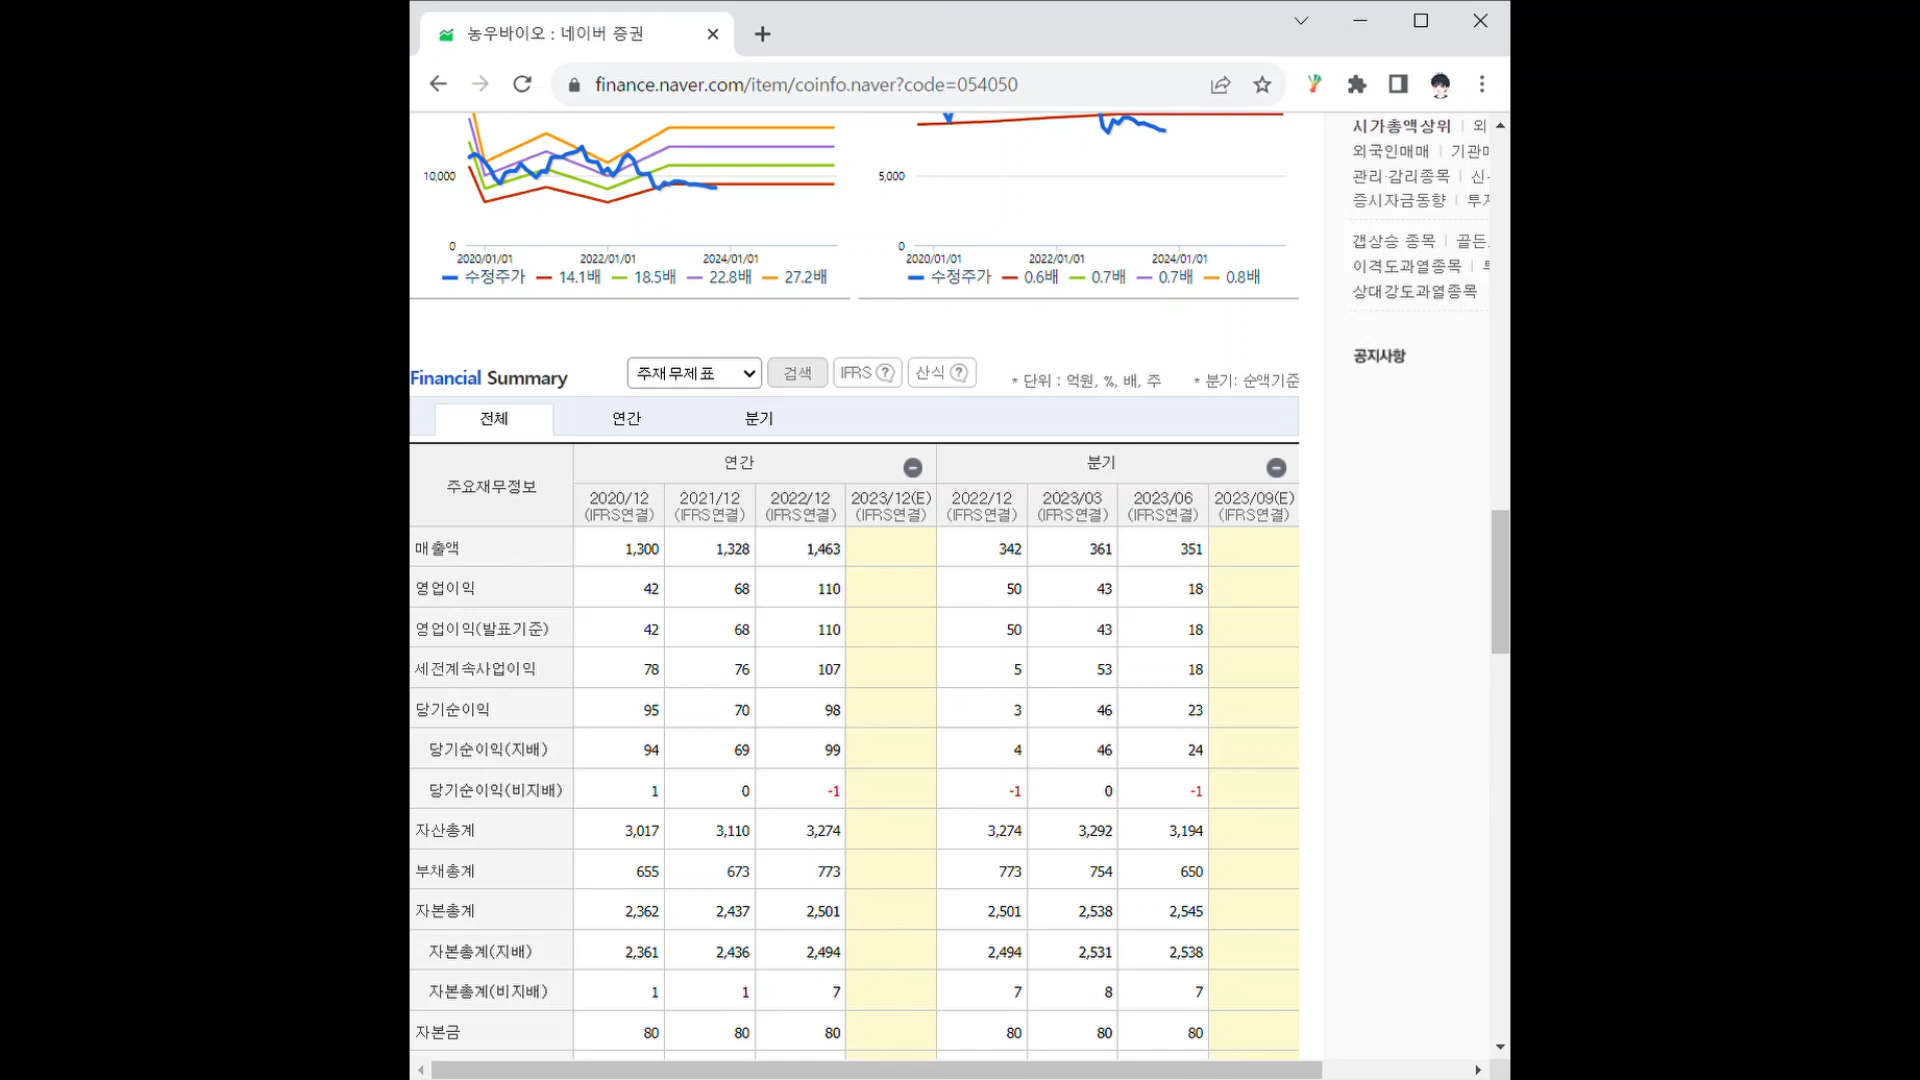 농우바이오 : 네이버 증권
finance.naver.com/item/coinfo.naver?code=054050
10,000
0
2020/01/01 2022/01/01 2024/01/01
수정주가 14.1배 18.5배 22.8배 27.2배
5,000
0
2020/01/01 2022/01/01 2024/01/01
수정주가 0.6배 0.7배 0.7배 0.8배
시가총액상위 외
외국인매매 기관
관리·감리종목 신
증시자금동향 투
갭상승 종목 골든
이격도과열종목
상대강도과열종목
공지사항
Financial Summary 주재무제표 검색 IFRS ? 산식 ? * 단위 : 억원, %, 배, 주 * 분기: 순액기준
전체 연간 분기
주요재무정보 연간 분기
2020/12 2021/12 2022/12 2023/12(E) 2022/12 2023/03 2023/06 2023/09(E)
(IFRS연결) (IFRS연결) (IFRS연결) (IFRS연결) (IFRS연결) (IFRS연결) (IFRS연결) (IFRS연결)
매출액 1,300 1,328 1,463 342 361 351
영업이익 42 68 110 50 43 18
영업이익(발표기준) 42 68 110 50 43 18
세전계속사업이익 78 76 107 5 53 18
당기순이익 95 70 98 3 46 23
당기순이익(지배) 94 69 99 4 46 24
당기순이익(비지배) 1 0 -1 -1 0 -1
자산총계 3,017 3,110 3,274 3,274 3,292 3,194
부채총계 655 673 773 773 754 650
자본총계 2,362 2,437 2,501 2,501 2,538 2,545
자본총계(지배) 2,361 2,436 2,494 2,494 2,531 2,538
자본총계(비지배) 1 1 7 7 8 7
자본금 80 80 80 80 80 80